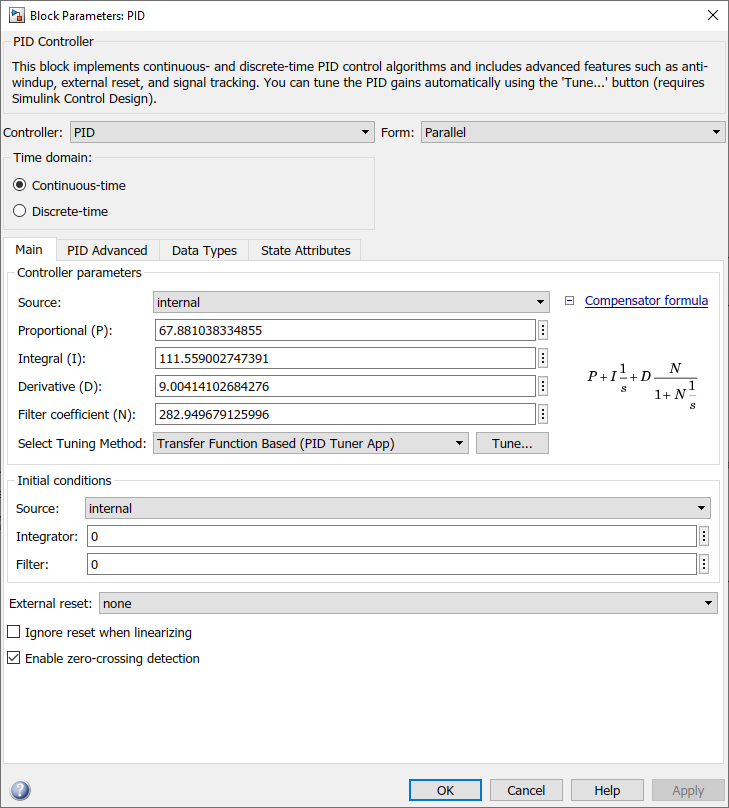 Block Parameters: PID
PID Controller
This block implements continuous- and discrete-time PID control algorithms and includes advanced features such as anti-
windup, external reset, and signal tracking. You can tune the PID gains automatically using the 'Tune...' button (requires
Simulink Control Design).
Controller: PID Form: Parallel
Time domain:
Continuous-time
Discrete-time
Main PID Advanced Data Types State Attributes
Controller parameters
Source: internal Compensator formula
Proportional (P): 67.881038334855
Integral (I): 111.559002747391
Derivative (D): 9.00414102684276
P + I 1/s + D N/(1 + N 1/s)
Filter coefficient (N): 282.949679125996
Select Tuning Method: Transfer Function Based (PID Tuner App) Tune...
Initial conditions
Source: internal
Integrator: 0
Filter: 0
External reset: none
Ignore reset when linearizing
Enable zero-crossing detection
? OK Cancel Help Apply